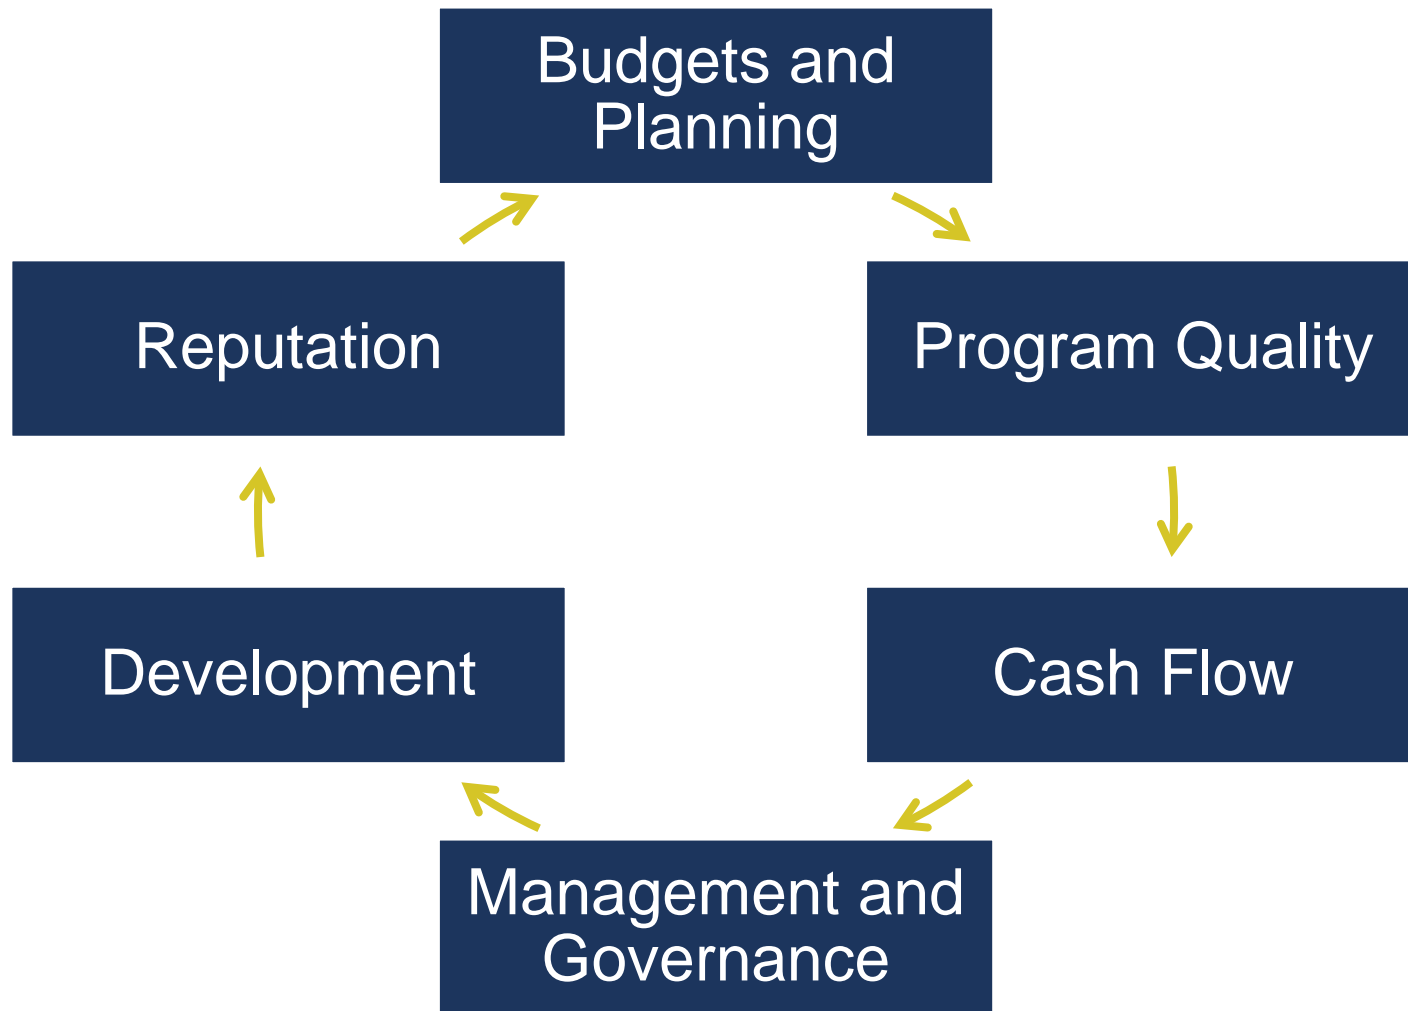 Budgets and
Planning
Reputation
Program Quality
Development
Cash Flow
Management and
Governance